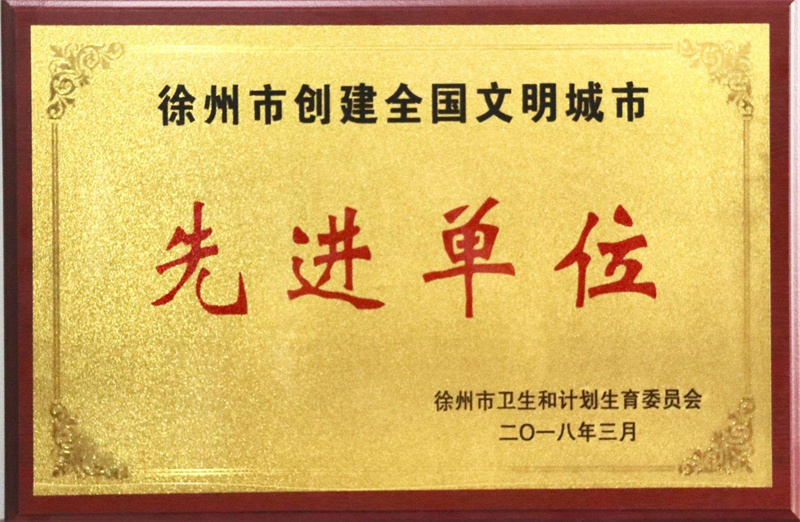 徐州市创建全国文明城市
先进单位
徐州市卫生和计划生育委员会
二〇一八年三月